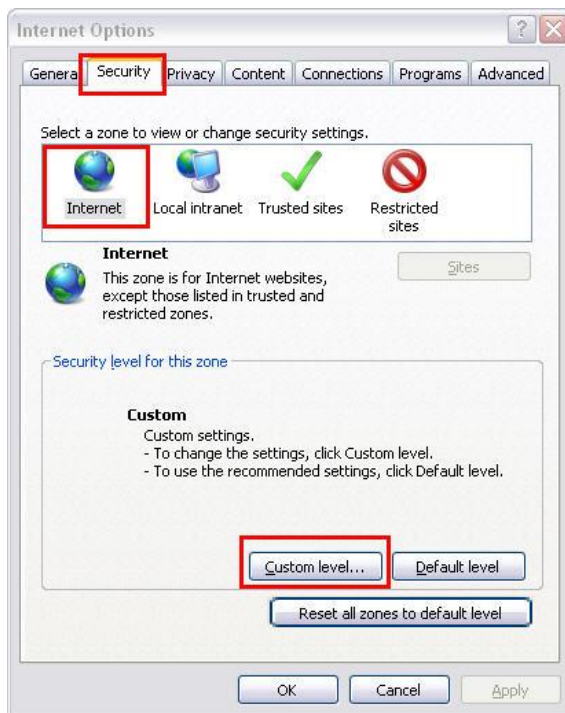 Internet Options
General Security Privacy Content Connections Programs Advanced
Select a zone to view or change security settings.
Internet Local intranet Trusted sites Restricted
sites
Internet
This zone is for Internet websites,
except those listed in trusted and
restricted zones.
Sites
Security level for this zone
Custom
Custom settings.
- To change the settings, click Custom level.
- To use the recommended settings, click Default level.
Custom level... Default level
Reset all zones to default level
OK Cancel Apply